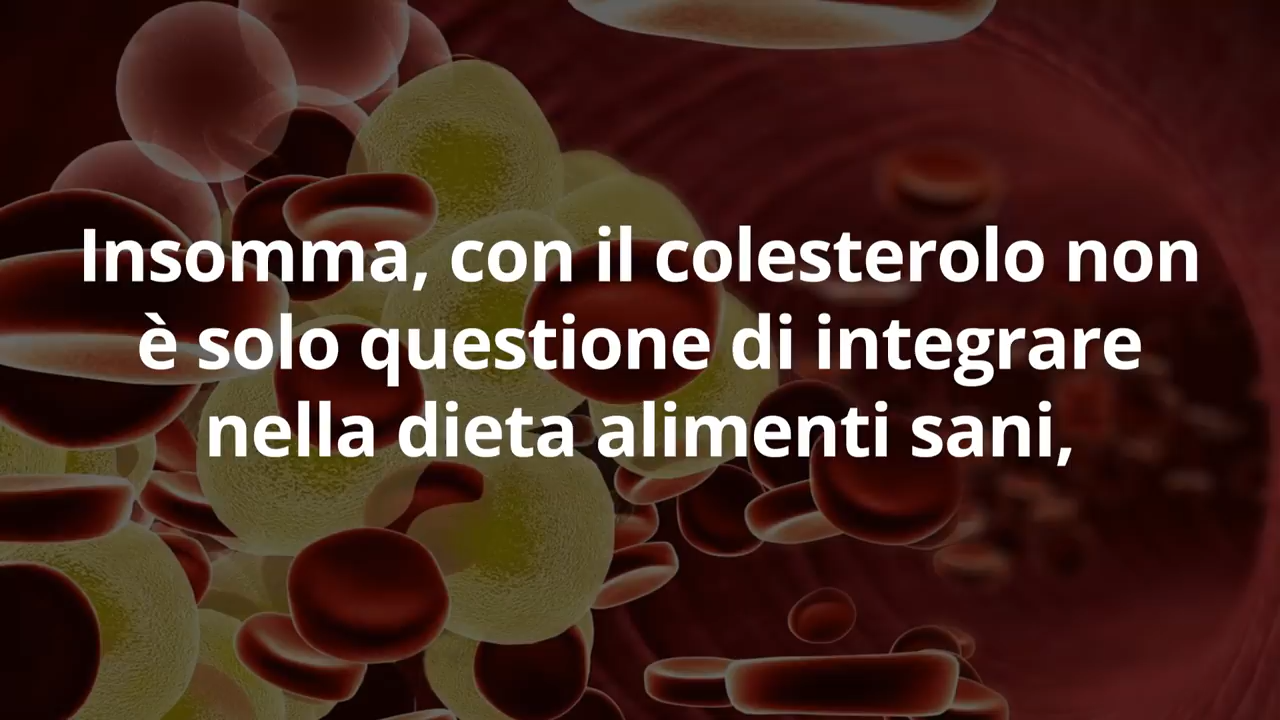 Insomma, con il colesterolo non
è solo questione di integrare
nella dieta alimenti sani,